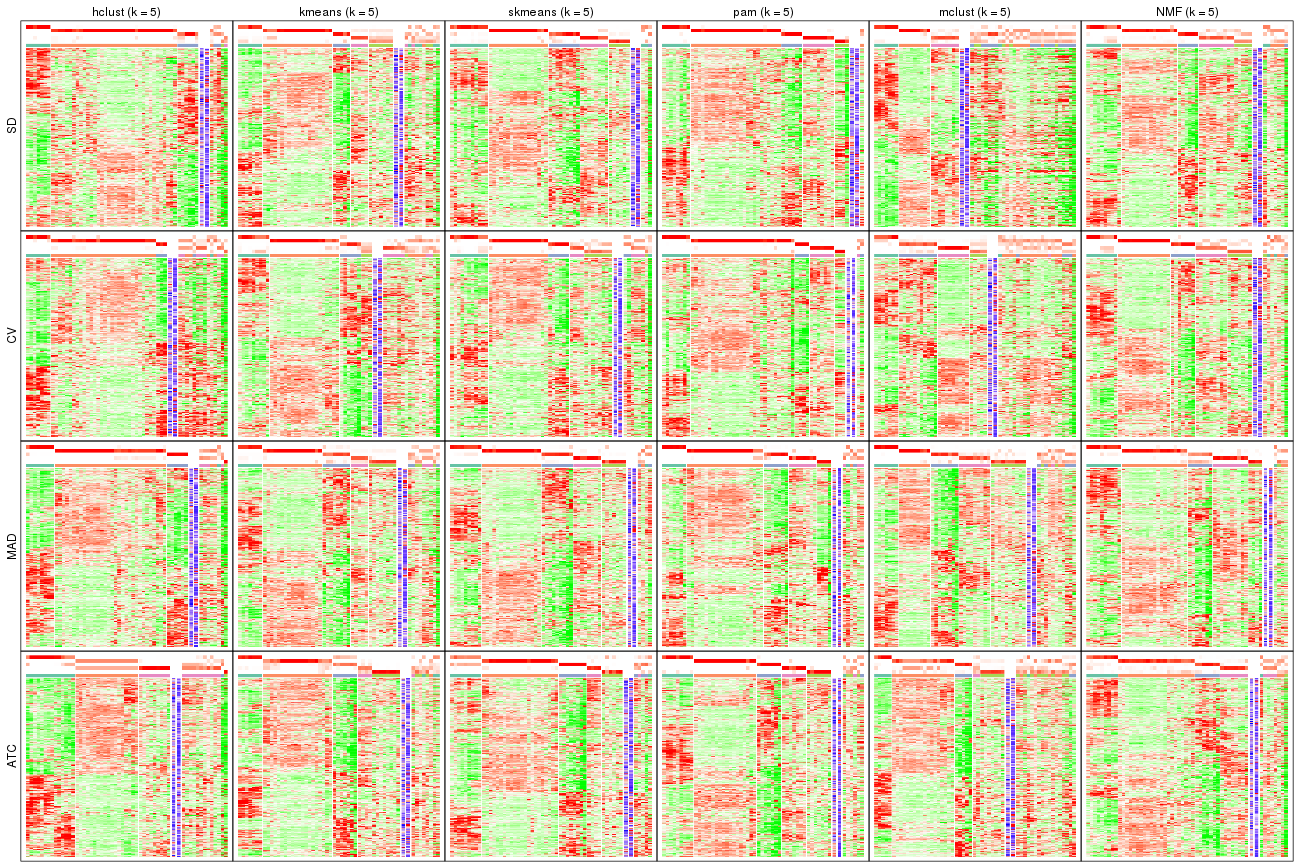 hclust (k = 5) kmeans (k = 5) skmeans (k = 5) pam (k = 5) mclust (k = 5) NMF (k = 5)
SD
CV
MAD
ATC